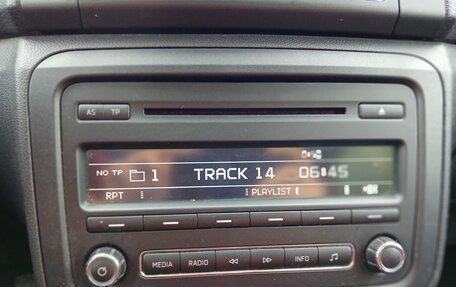 AS TP
NO TP 1 TRACK 14 06:45
RPT PLAYLIST
MEDIA RADIO INFO